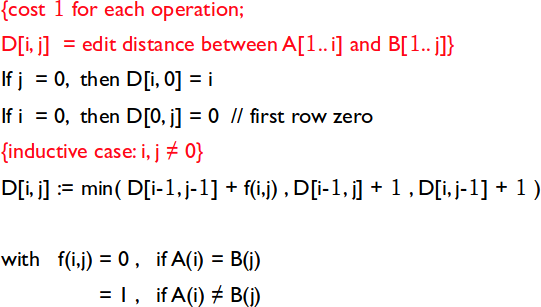 {cost 1 for each operation;
D[i, j] = edit distance between A[1.. i] and B[1.. j]}
If j = 0, then D[i, 0] = i
If i = 0, then D[0, j] = 0 // first row zero
{inductive case: i, j ≠ 0}
D[i, j] := min( D[i-1, j-1] + f(i,j) , D[i-1, j] + 1 , D[i, j-1] + 1 )
with f(i,j) = 0 , if A(i) = B(j)
= 1 , if A(i) ≠ B(j)